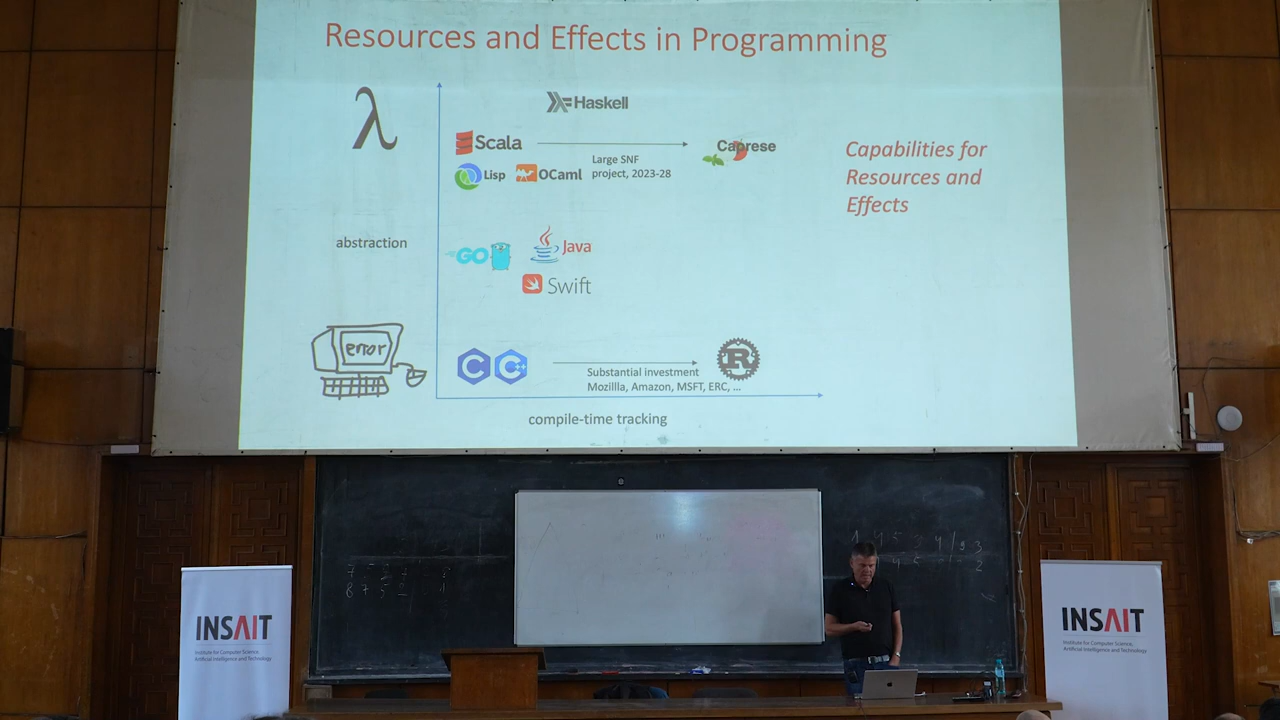 Resources and Effects in Programming
λ
Haskell
Scala
Caprese
Large SNF
project, 2023-28
Lisp
OCaml
Capabilities for
Resources and
Effects
abstraction
GO
Java
Swift
error
C
C++
R
Substantial investment
Mozillla, Amazon, MSFT, ERC, ...
compile-time tracking
INSAIT
Institute for Computer Science,
Artificial Intelligence and Technology
INSAIT
Institute for Computer Science,
Artificial Intelligence and Technology